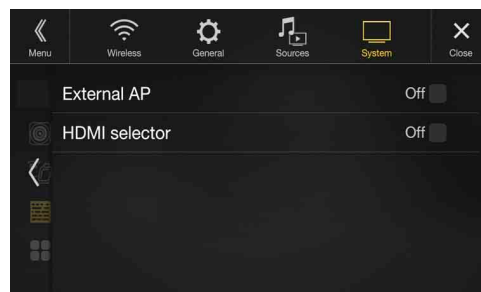 Menu
Wireless
General
Sources
System
Close
External AP Off
HDMI selector Off